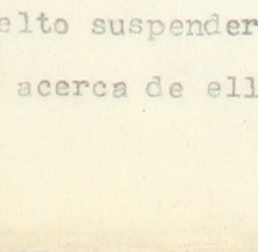 elto suspender
acerca de ell